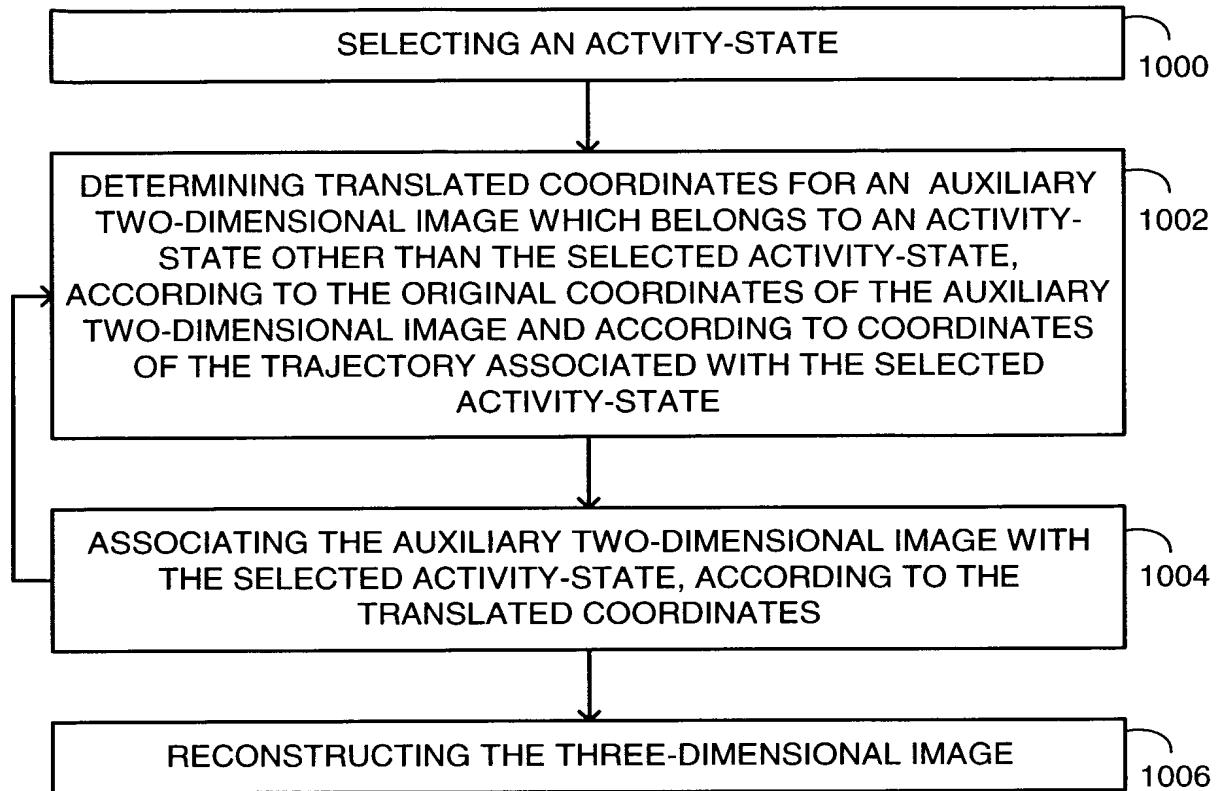 SELECTING AN ACTVITY-STATE
1000
DETERMINING TRANSLATED COORDINATES FOR AN AUXILIARY
TWO-DIMENSIONAL IMAGE WHICH BELONGS TO AN ACTIVITY-
STATE OTHER THAN THE SELECTED ACTIVITY-STATE,
ACCORDING TO THE ORIGINAL COORDINATES OF THE AUXILIARY
TWO-DIMENSIONAL IMAGE AND ACCORDING TO COORDINATES
OF THE TRAJECTORY ASSOCIATED WITH THE SELECTED
ACTIVITY-STATE
1002
ASSOCIATING THE AUXILIARY TWO-DIMENSIONAL IMAGE WITH
THE SELECTED ACTIVITY-STATE, ACCORDING TO THE
TRANSLATED COORDINATES
1004
RECONSTRUCTING THE THREE-DIMENSIONAL IMAGE
1006